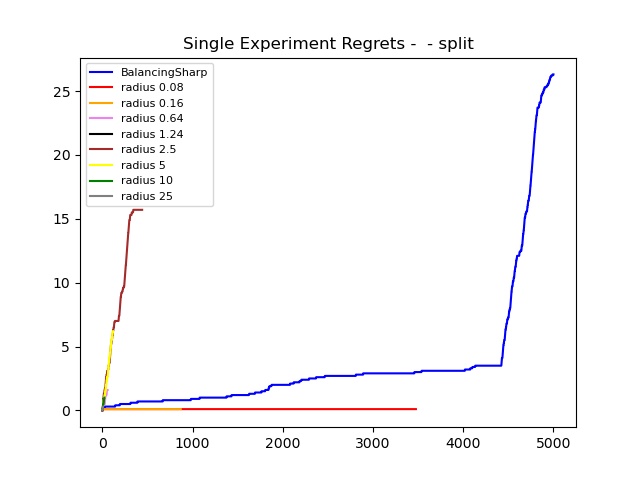 Single Experiment Regrets -  - split
BalancingSharp
radius 0.08
radius 0.16
radius 0.64
radius 1.24
radius 2.5
radius 5
radius 10
radius 25
25
20
15
10
5
0
0 1000 2000 3000 4000 5000